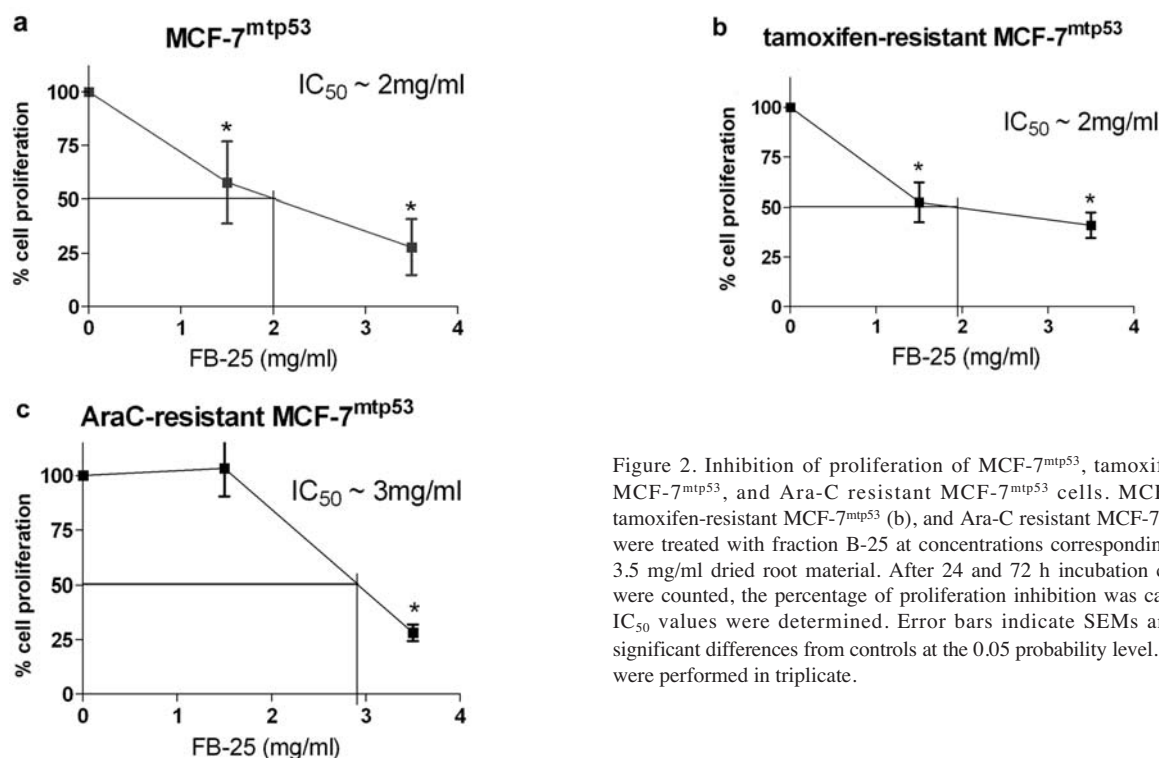 a
MCF-7mtp53
IC50 ~ 2mg/ml
100
75
50
25
0
% cell proliferation
0 1 2 3 4
FB-25 (mg/ml)
*
*
b
tamoxifen-resistant MCF-7mtp53
IC50 ~ 2mg/ml
100
75
50
25
0
% cell proliferation
0 1 2 3 4
FB-25 (mg/ml)
*
*
c
AraC-resistant MCF-7mtp53
IC50 ~ 3mg/ml
100
75
50
25
0
% cell proliferation
0 1 2 3 4
FB-25 (mg/ml)
*
Figure 2. Inhibition of proliferation of MCF-7mtp53, tamoxif
MCF-7mtp53, and Ara-C resistant MCF-7mtp53 cells. MCF
tamoxifen-resistant MCF-7mtp53 (b), and Ara-C resistant MCF-7
were treated with fraction B-25 at concentrations correspondin
3.5 mg/ml dried root material. After 24 and 72 h incubation c
were counted, the percentage of proliferation inhibition was ca
IC50 values were determined. Error bars indicate SEMs a
significant differences from controls at the 0.05 probability level.
were performed in triplicate.